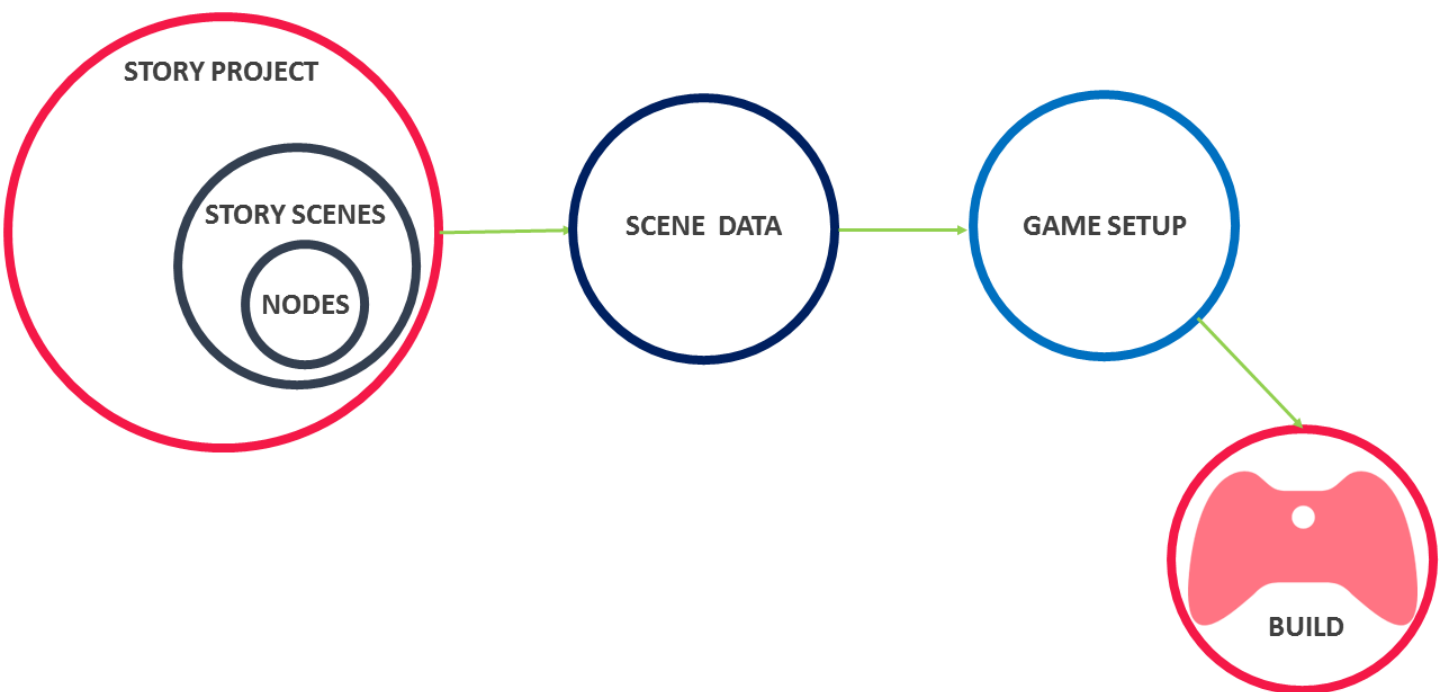 STORY PROJECT
STORY SCENES
NODES
SCENE DATA
GAME SETUP
BUILD